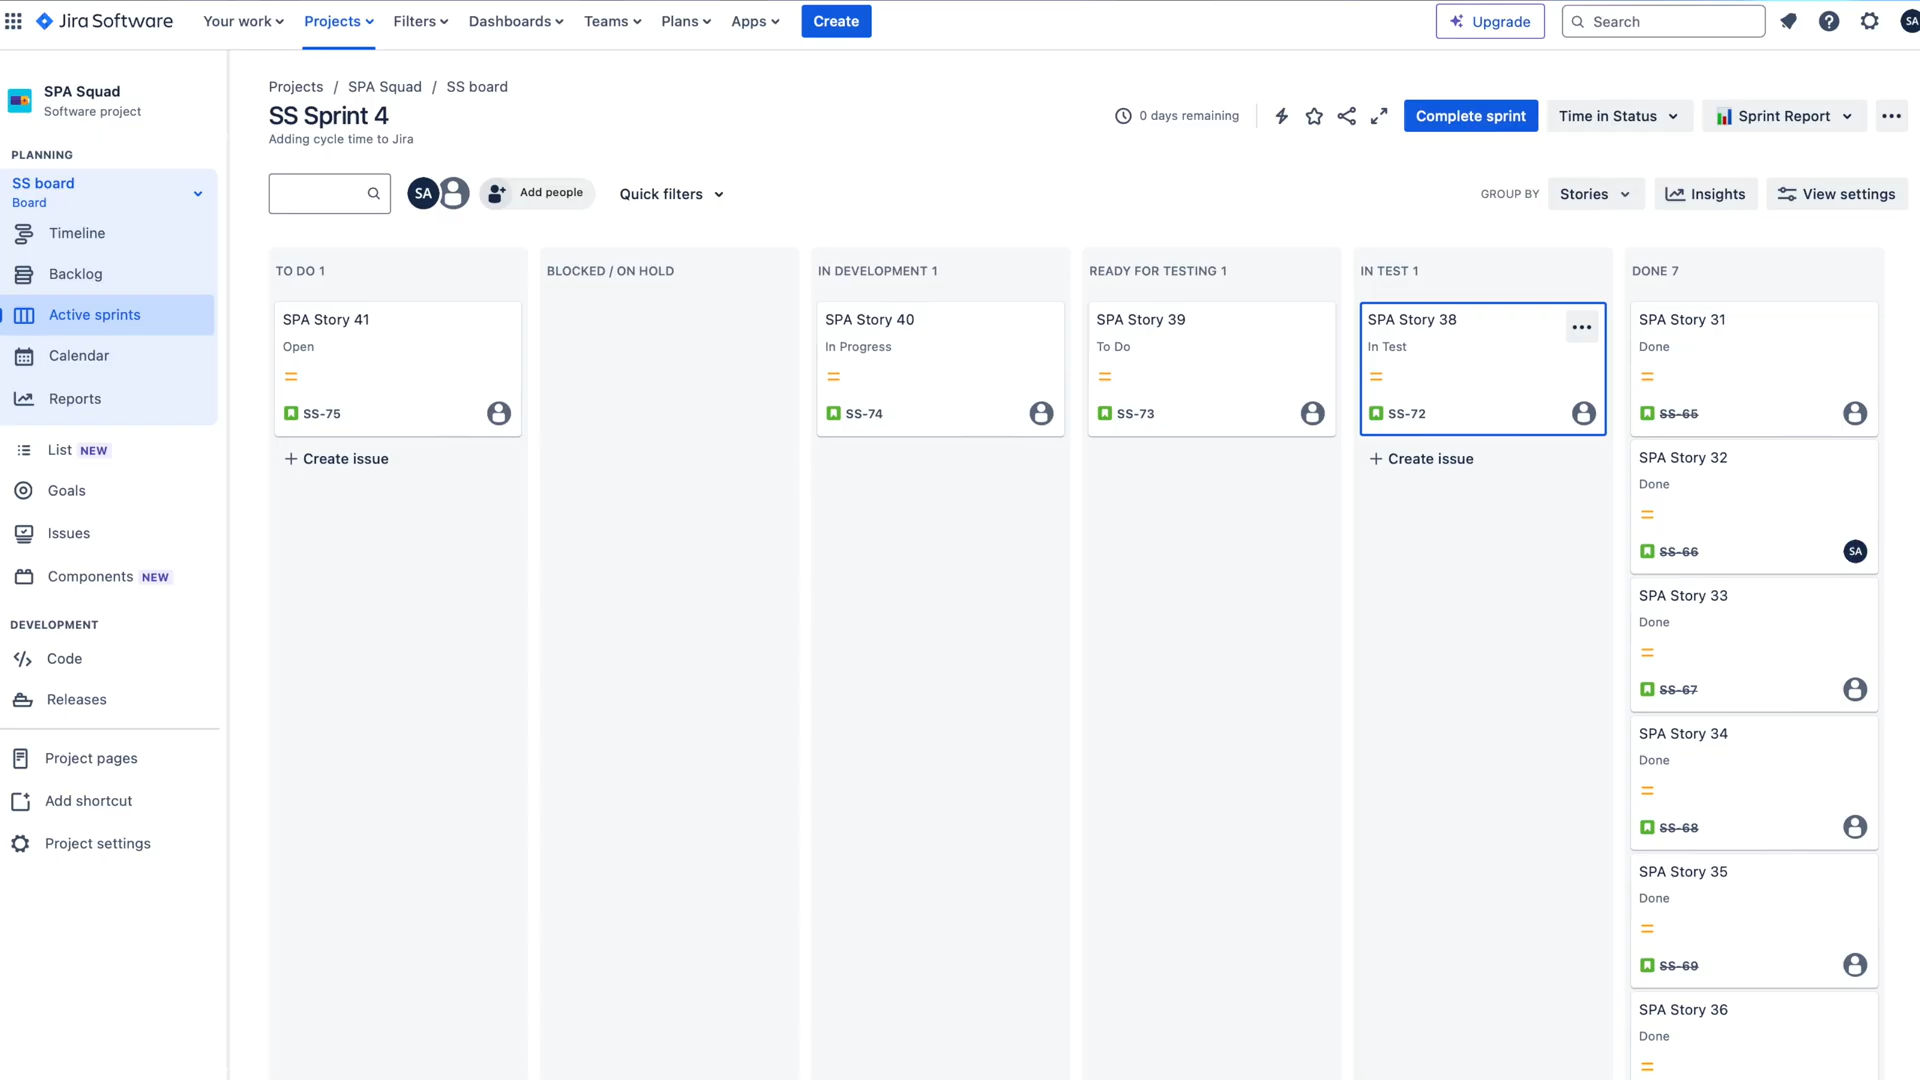 Jira Software
Your work
Projects
Filters
Dashboards
Teams
Plans
Apps
Create
Upgrade
Search
SA
SPA Squad
Software project
PLANNING
SS board
Board
Timeline
Backlog
Active sprints
Calendar
Reports
List NEW
Goals
Issues
Components NEW
DEVELOPMENT
Code
Releases
Project pages
Add shortcut
Project settings
Projects / SPA Squad / SS board
SS Sprint 4
Adding cycle time to Jira
0 days remaining
Complete sprint
Time in Status
Sprint Report
SA
Add people
Quick filters
GROUP BY
Stories
Insights
View settings
TO DO 1
SPA Story 41
Open
SS-75
+ Create issue
BLOCKED / ON HOLD
IN DEVELOPMENT 1
SPA Story 40
In Progress
SS-74
READY FOR TESTING 1
SPA Story 39
To Do
SS-73
IN TEST 1
SPA Story 38
In Test
SS-72
+ Create issue
DONE 7
SPA Story 31
Done
SS-65
SPA Story 32
Done
SS-66
SA
SPA Story 33
Done
SS-67
SPA Story 34
Done
SS-68
SPA Story 35
Done
SS-69
SPA Story 36
Done